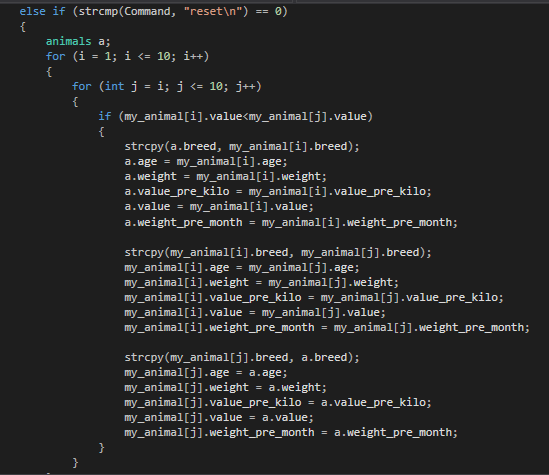 else if (strcmp(Command, "reset\n") == 0)
{
animals a;
for (i = 1; i <= 10; i++)
{
for (int j = i; j <= 10; j++)
{
if (my_animal[i].value<my_animal[j].value)
{
strcpy(a.breed, my_animal[i].breed);
a.age = my_animal[i].age;
a.weight = my_animal[i].weight;
a.value_pre_kilo = my_animal[i].value_pre_kilo;
a.value = my_animal[i].value;
a.weight_pre_month = my_animal[i].weight_pre_month;
strcpy(my_animal[i].breed, my_animal[j].breed);
my_animal[i].age = my_animal[j].age;
my_animal[i].weight = my_animal[j].weight;
my_animal[i].value_pre_kilo = my_animal[j].value_pre_kilo;
my_animal[i].value = my_animal[j].value;
my_animal[i].weight_pre_month = my_animal[j].weight_pre_month;
strcpy(my_animal[j].breed, a.breed);
my_animal[j].age = a.age;
my_animal[j].weight = a.weight;
my_animal[j].value_pre_kilo = a.value_pre_kilo;
my_animal[j].value = a.value;
my_animal[j].weight_pre_month = a.weight_pre_month;
}
}